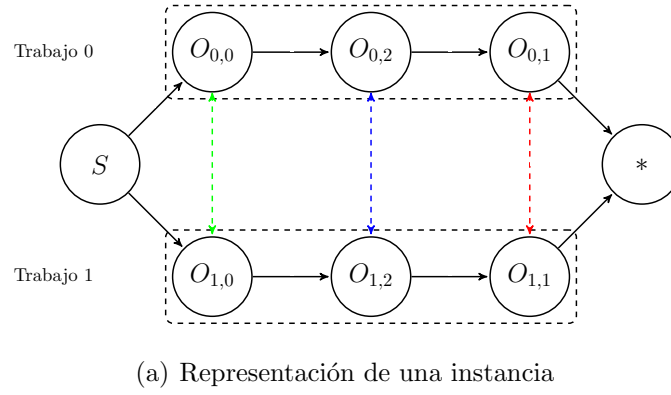 Trabajo 0
O0,0
O0,2
O0,1
S
*
Trabajo 1
O1,0
O1,2
O1,1
(a) Representación de una instancia